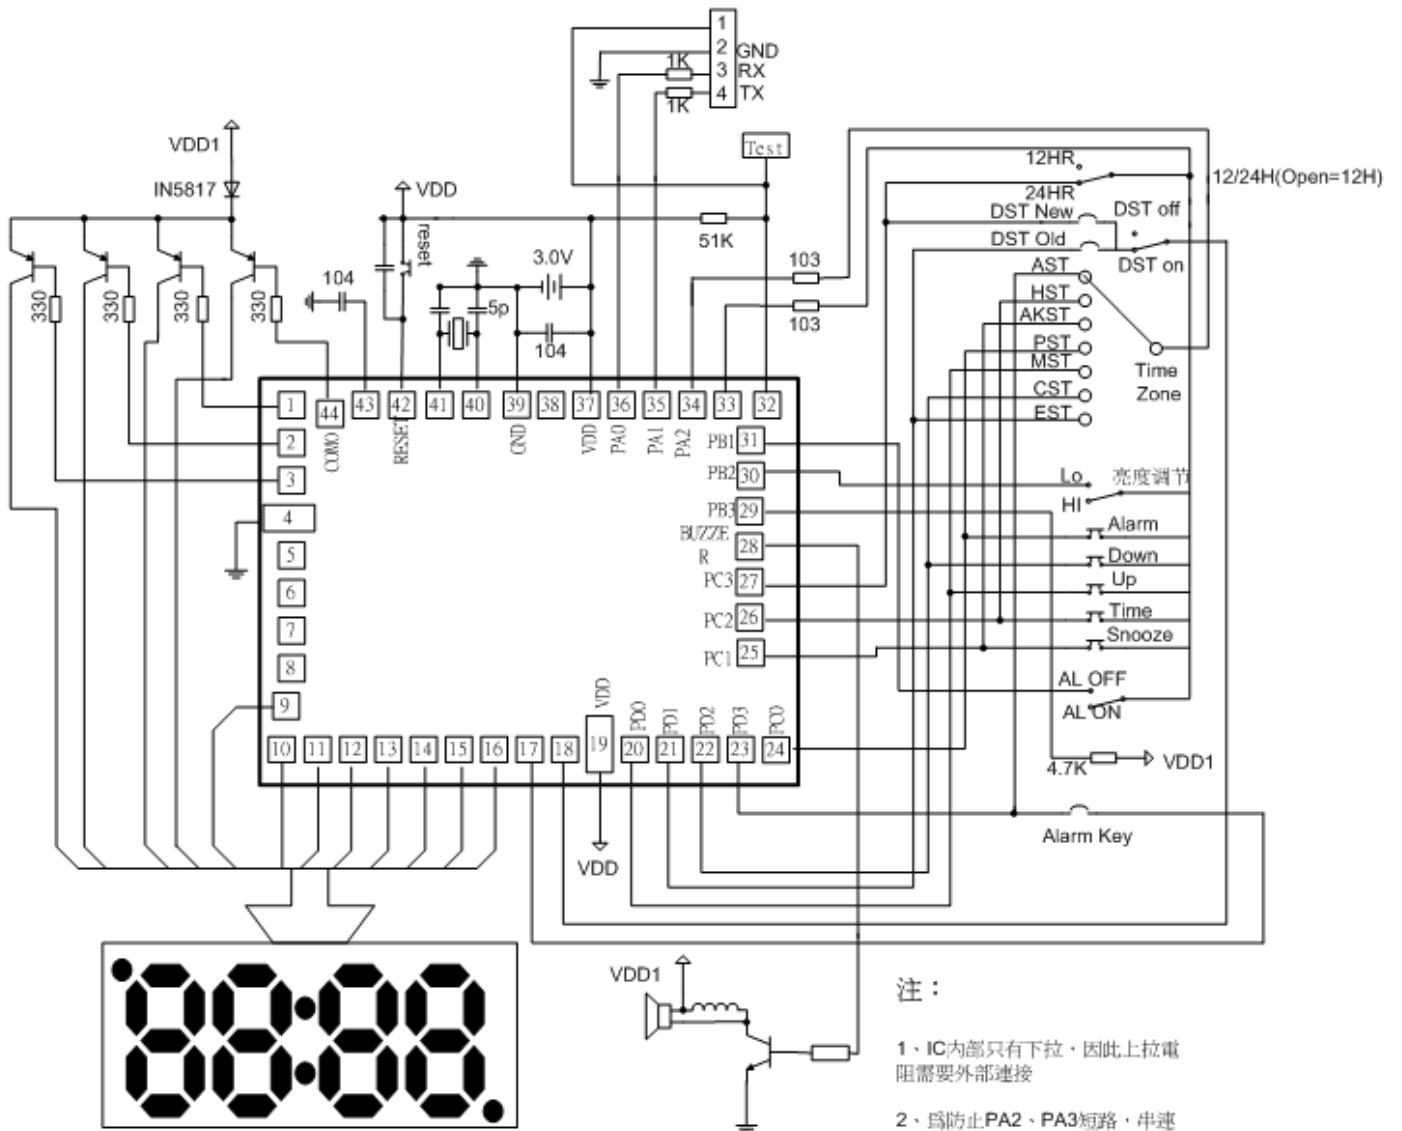 1
2 GND
1K 3 RX
1K 4 TX
Test
VDD1
IN5817
VDD
reset
51K
3.0V
104
5p
104
330
330
330
330
103
103
12HR
24HR
12/24H(Open=12H)
DST New
DST off
DST Old
DST on
AST
HST
AKST
PST
MST
CST
EST
Time
Zone
1
44
43
42
41
40
39
38
37
36
35
34
33
32
COMO
RESET
GND
VDD
PA0
PA1
PA2
2
3
4
5
6
7
8
9
PB1 31
PB2 30
PB3 29
BUZZE
R 28
PC3 27
PC2 26
PC1 25
Lo 亮度调节
HI
Alarm
Down
Up
Time
Snooze
AL OFF
AL ON
4.7K
VDD1
Alarm Key
VDD
PD0
PD1
PD2
PD3
PC0
10
11
12
13
14
15
16
17
18
19
20
21
22
23
24
VDD
88:88
VDD1
注：
1、IC内部只有下拉，因此上拉電
阻需要外部連接
2、爲防止PA2、PA3短路，串連